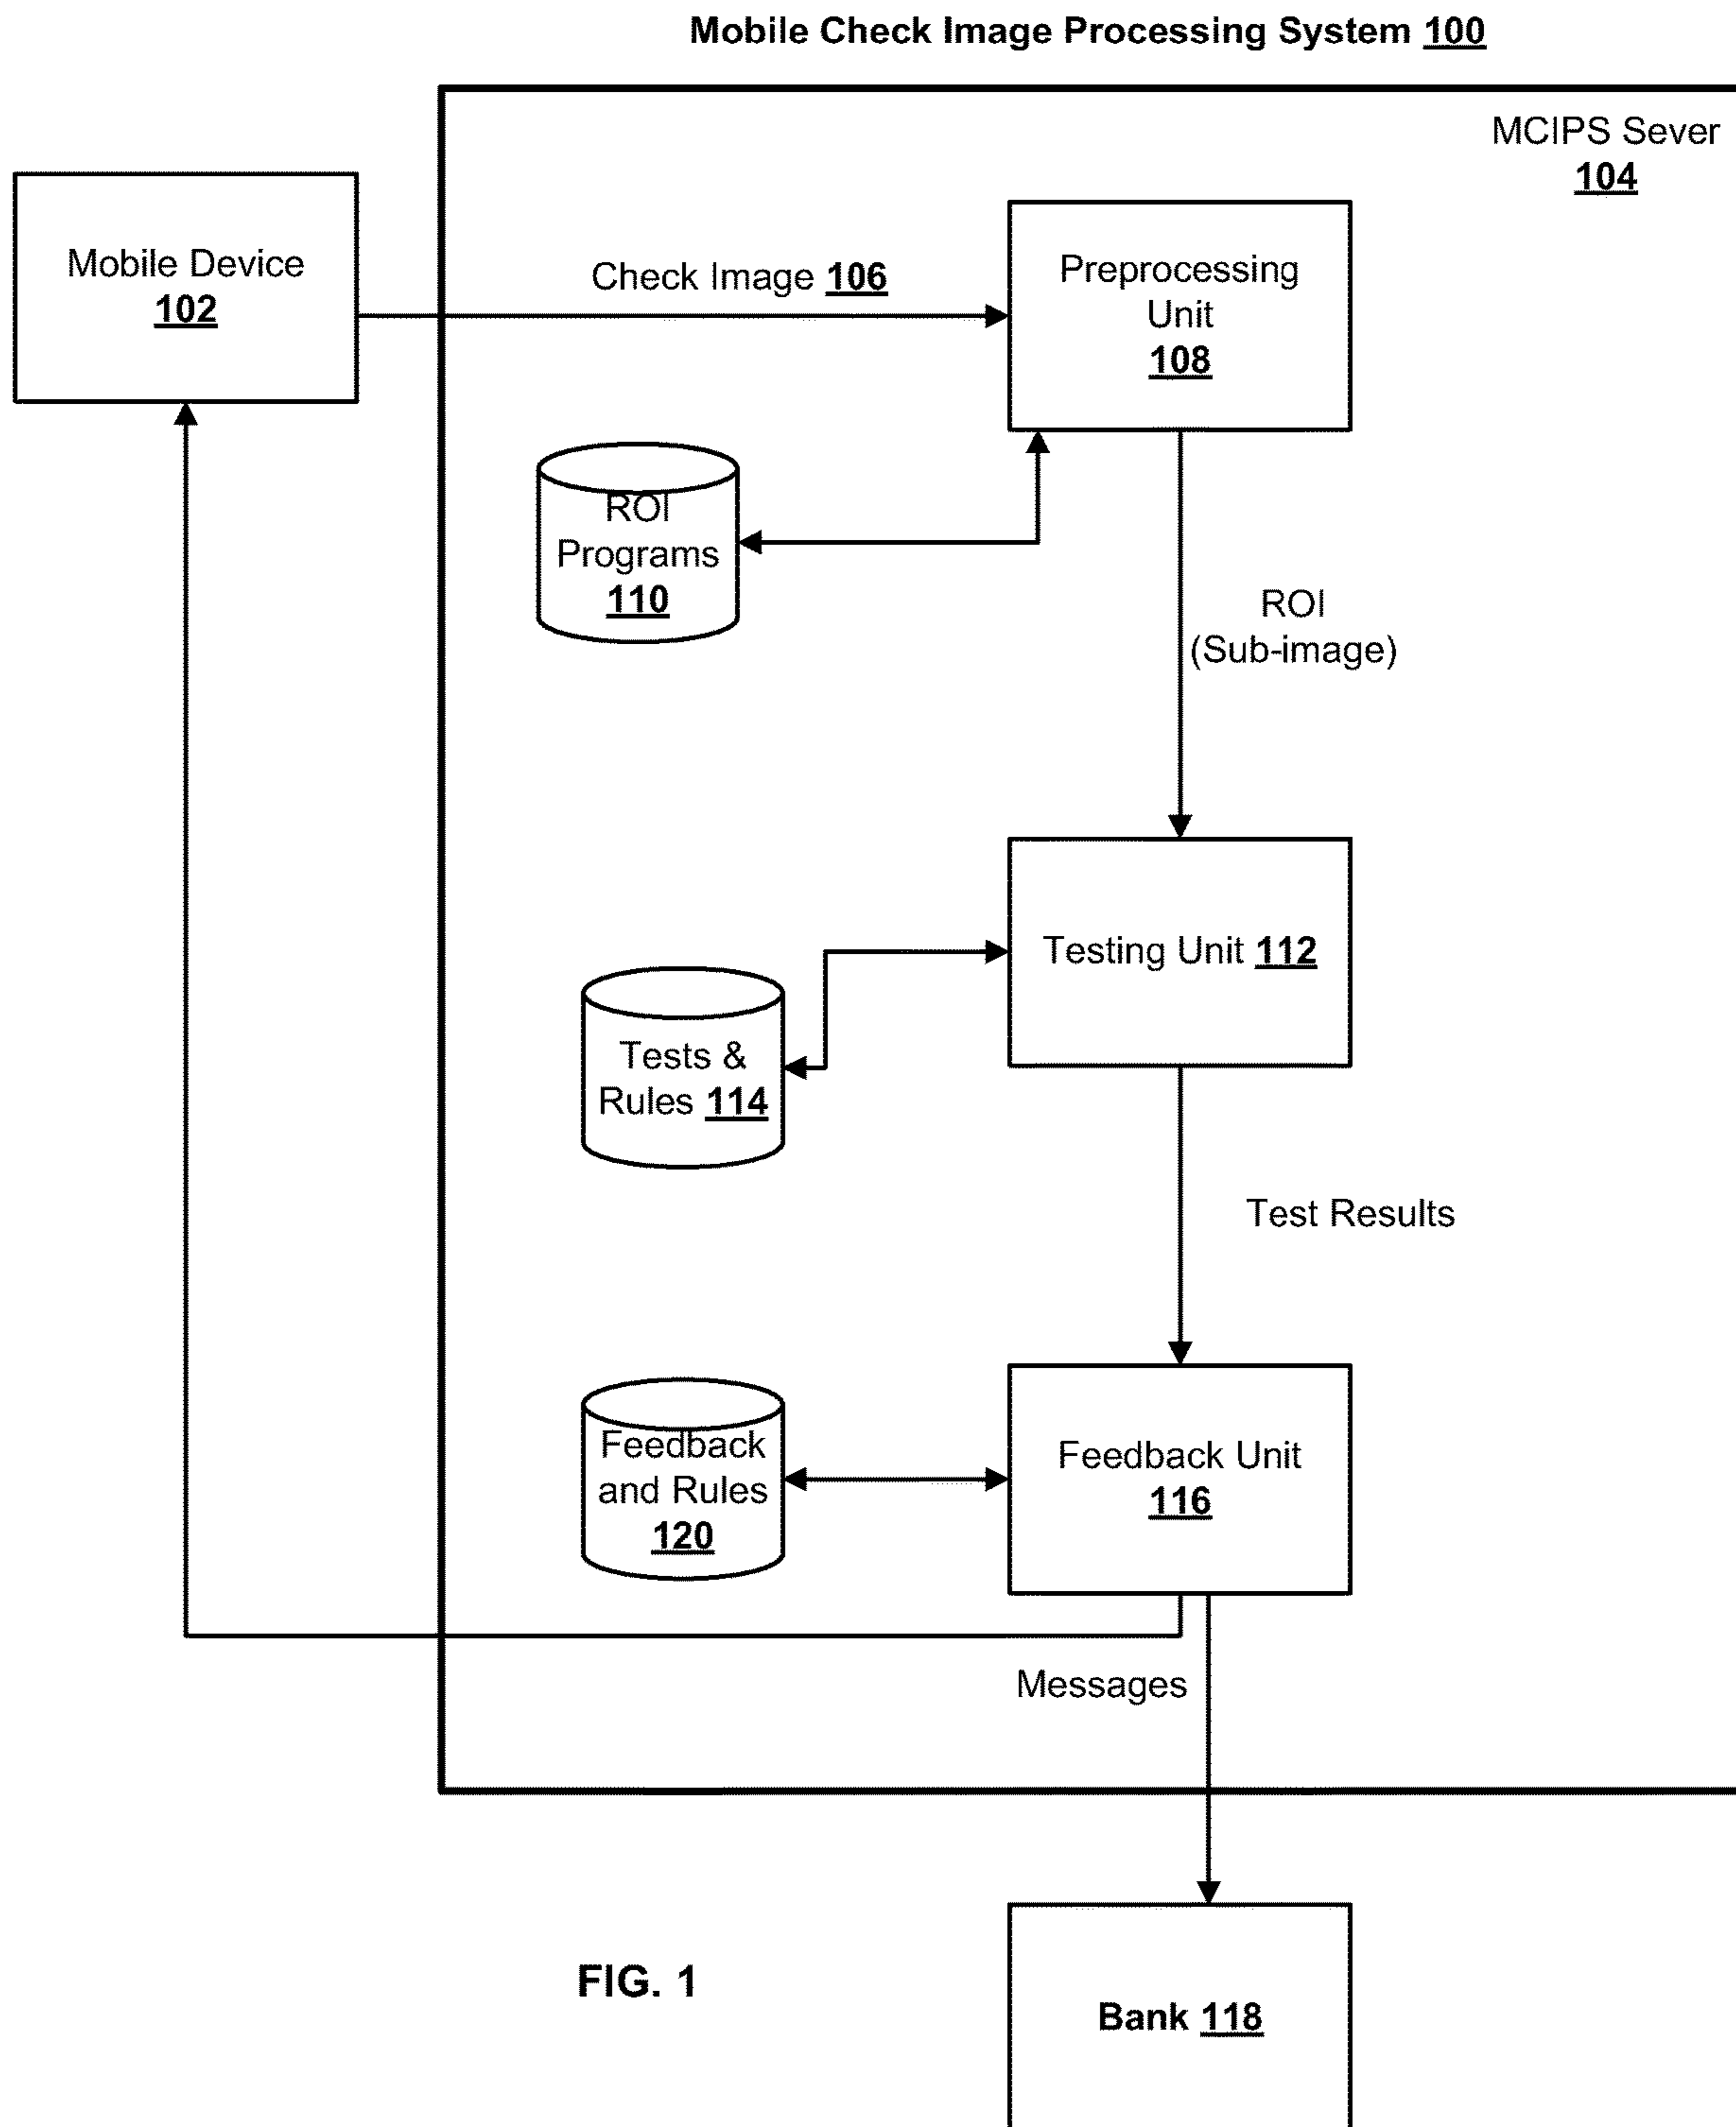 Mobile Check Image Processing System 100
MCIPS Sever
104
Mobile Device
102
Check Image 106
Preprocessing
Unit
108
ROI
Programs
110
ROI
(Sub-image)
Testing Unit 112
Tests &
Rules 114
Test Results
Feedback
and Rules
120
Feedback Unit
116
Messages
FIG. 1
Bank 118